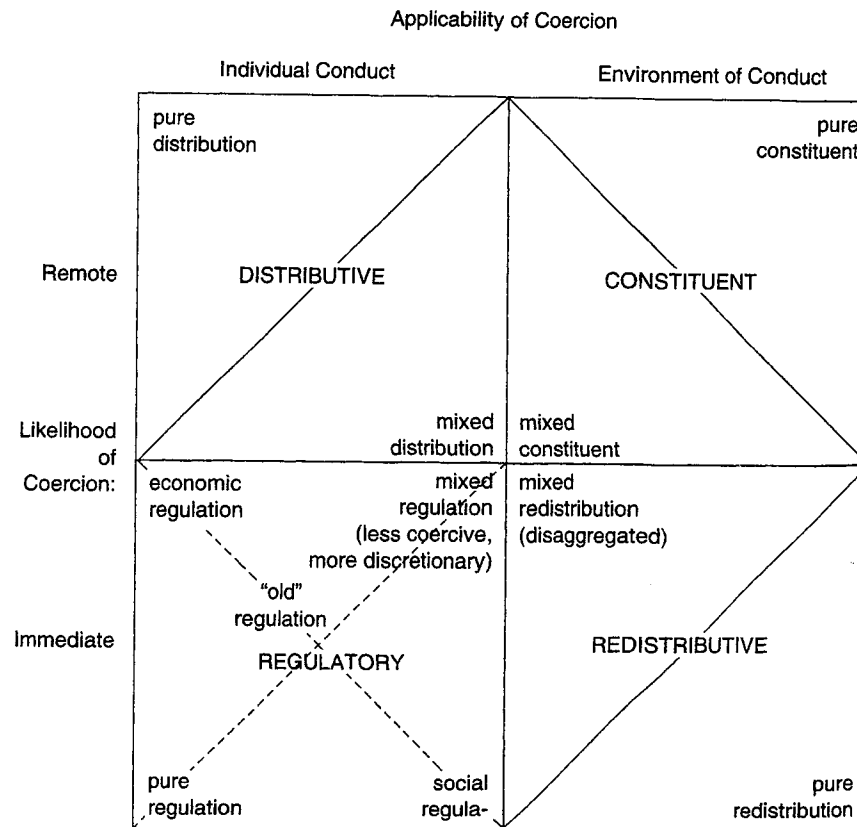 Applicability of Coercion
Individual Conduct
Environment of Conduct
pure
distribution
pure
constituent
Remote
DISTRIBUTIVE
CONSTITUENT
mixed
distribution
mixed
constituent
Likelihood
of
Coercion:
economic
regulation
mixed
regulation
(less coercive,
more discretionary)
mixed
redistribution
(disaggregated)
"old"
regulation
Immediate
REGULATORY
REDISTRIBUTIVE
pure
regulation
social
regula-
pure
redistribution